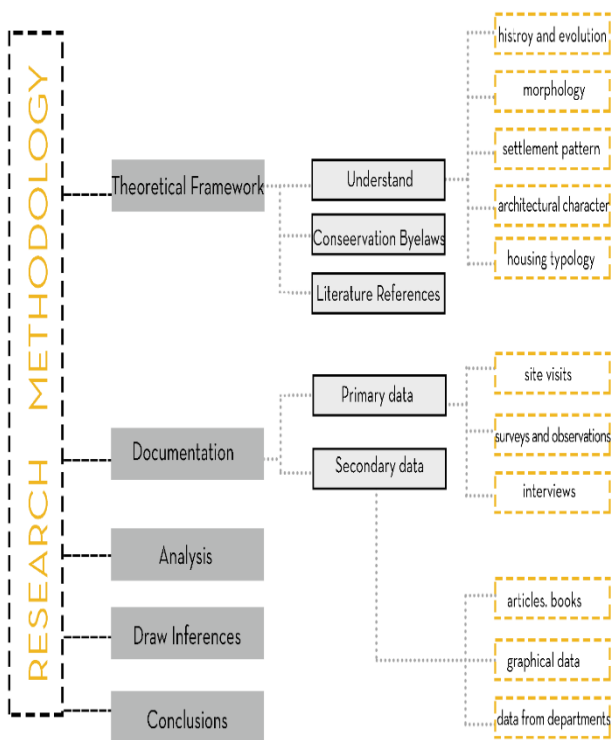 RESEARCH METHODOLOGY
Theoretical Framework
Understand
histroy and evolution
morphology
settlement pattern
architectural character
housing typology
Conseervation Byelaws
Literature References
Documentation
Primary data
site visits
surveys and observations
interviews
Secondary data
articles, books
graphical data
data from departments
Analysis
Draw Inferences
Conclusions